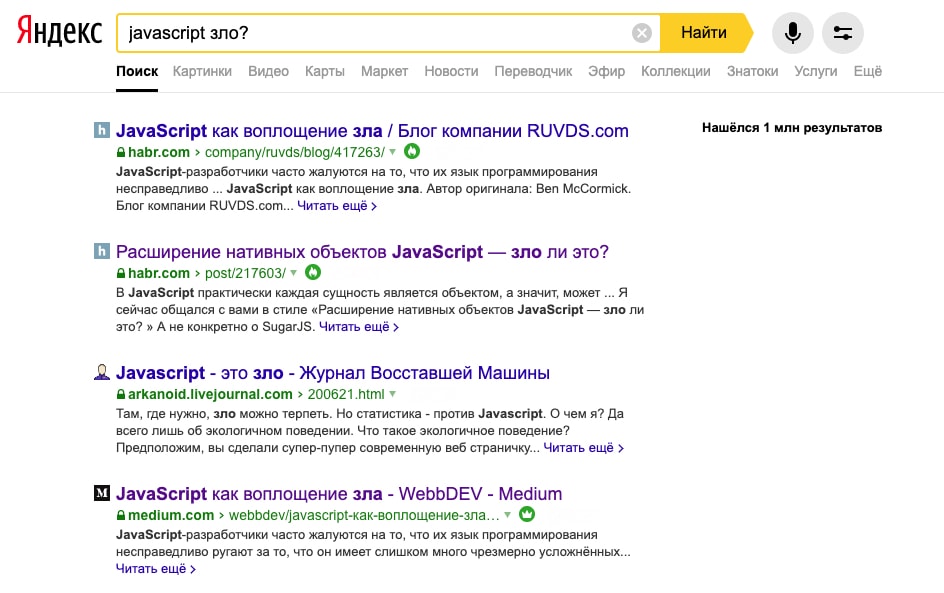 Яндекс
javascript зло?
Найти
Поиск Картинки Видео Карты Маркет Новости Переводчик Эфир Коллекции Знатоки Услуги Ещё
Нашёлся 1 млн результатов
h JavaScript как воплощение зла / Блог компании RUVDS.com
habr.com › company/ruvds/blog/417263/
JavaScript-разработчики часто жалуются на то, что их язык программирования
несправедливо ... JavaScript как воплощение зла. Автор оригинала: Ben McCormick.
Блог компании RUVDS.com... Читать ещё >
h Расширение нативных объектов JavaScript — зло ли это?
habr.com › post/217603/
В JavaScript практически каждая сущность является объектом, а значит, может ... Я
сейчас общался с вами в стиле «Расширение нативных объектов JavaScript — зло ли
это? » А не конкретно о SugarJS. Читать ещё >
Javascript - это зло - Журнал Восставшей Машины
arkanoid.livejournal.com › 200621.html
Там, где нужно, зло можно терпеть. Но статистика - против Javascript. О чем я? Да
всего лишь об экологичном поведении. Что такое экологичное поведение?
Предположим, вы сделали супер-пупер современную веб страничку... Читать ещё >
M JavaScript как воплощение зла - WebbDEV - Medium
medium.com › webbdev/javascript-как-воплощение-зла…
JavaScript-разработчики часто жалуются на то, что их язык программирования
несправедливо ругают за то, что он имеет слишком много чрезмерно усложнённых...
Читать ещё >